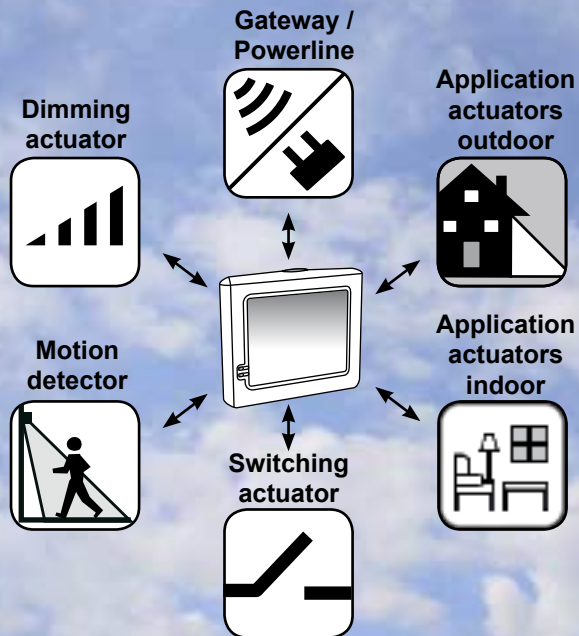 Gateway /
Powerline
Dimming
actuator
Application
actuators
outdoor
Motion
detector
Application
actuators
indoor
Switching
actuator